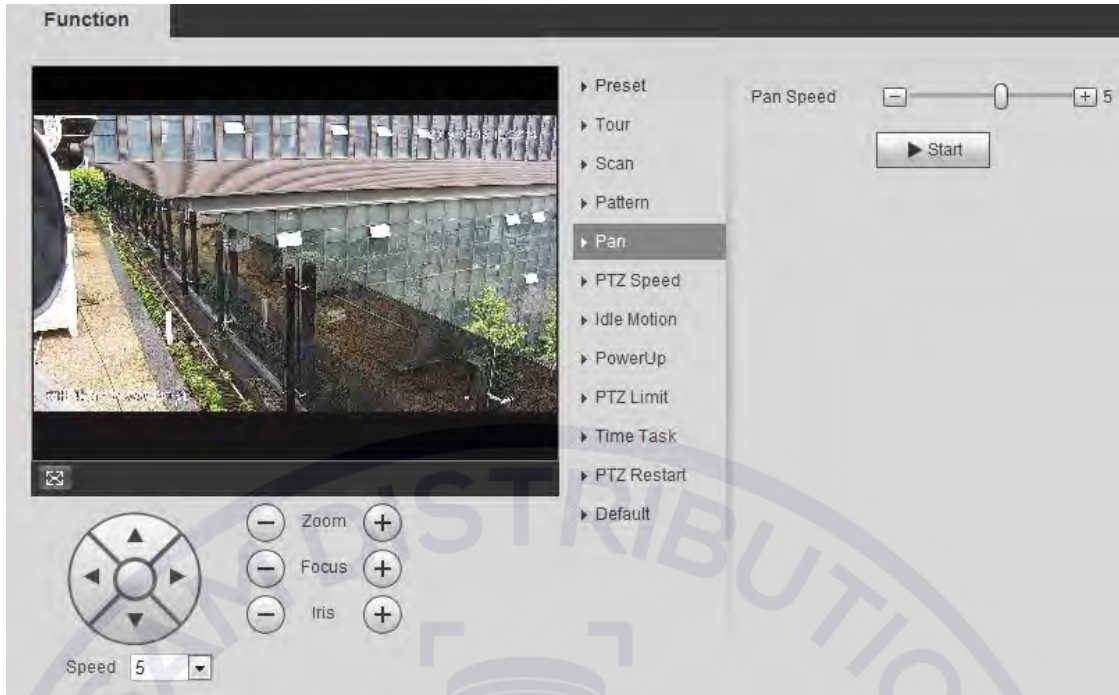 Function
Preset
Tour
Scan
Pattern
Pan
PTZ Speed
Idle Motion
PowerUp
PTZ Limit
Time Task
PTZ Restart
Default
Pan Speed 5
Start
Zoom
Focus
Iris
Speed 5
DISTRIBUTIO